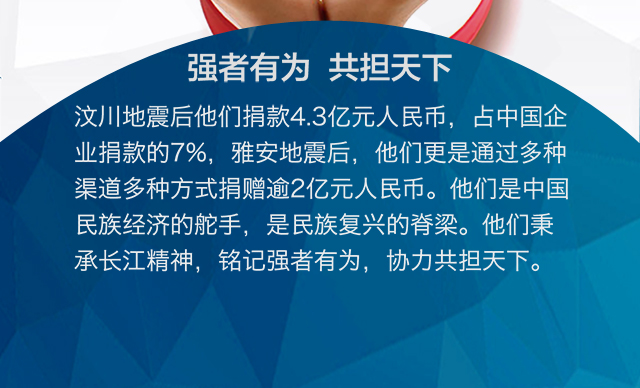 强者有为 共担天下
汶川地震后他们捐款4.3亿元人民币，占中国企
业捐款的7%，雅安地震后，他们更是通过多种
渠道多种方式捐赠逾2亿元人民币。他们是中国
民族经济的舵手，是民族复兴的脊梁。他们秉
承长江精神，铭记强者有为，协力共担天下。